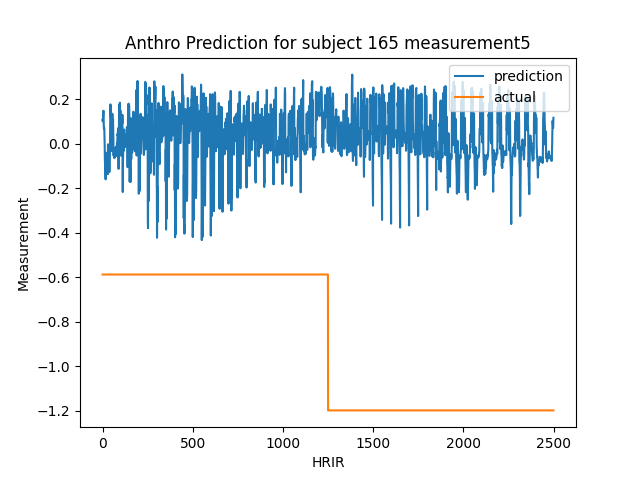 Anthro Prediction for subject 165 measurement5
prediction
actual
Measurement
0.2
0.0
−0.2
−0.4
−0.6
−0.8
−1.0
−1.2
0 500 1000 1500 2000 2500
HRIR